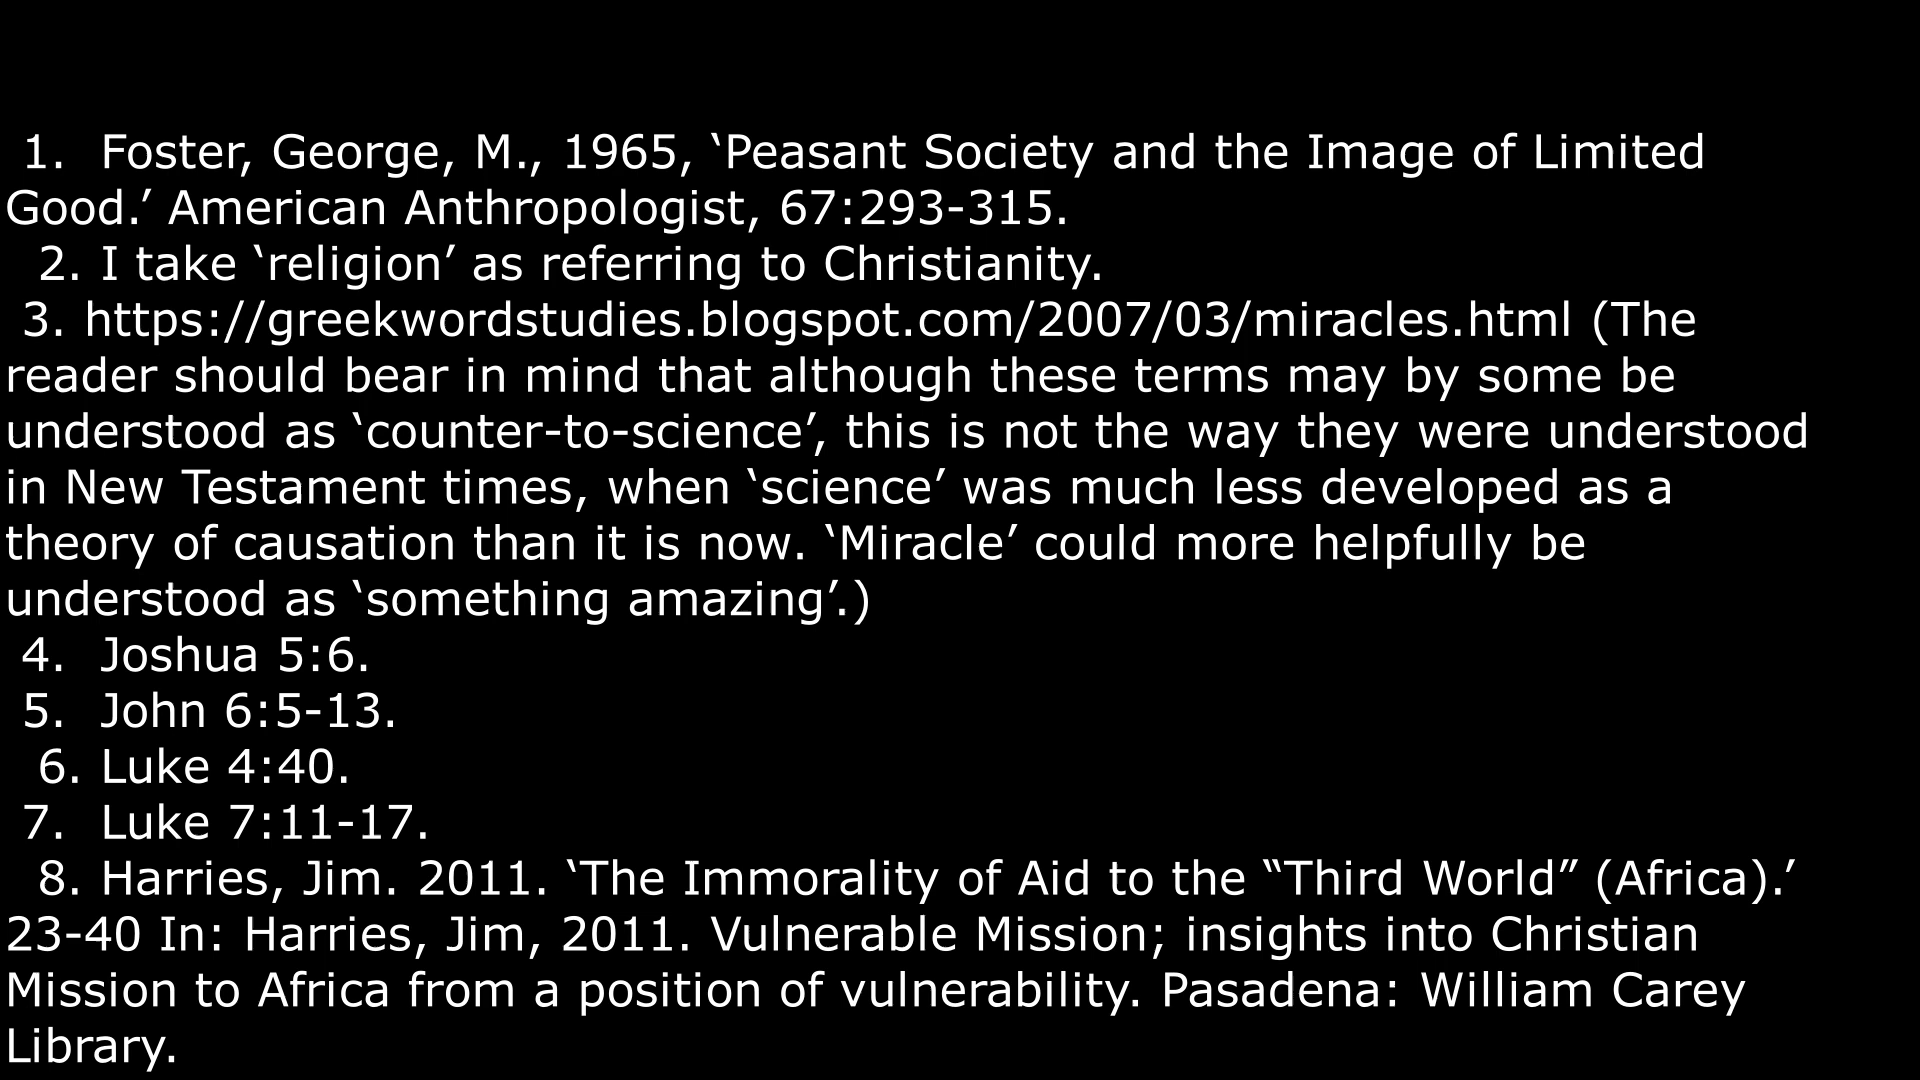 1. Foster, George, M., 1965, ‘Peasant Society and the Image of Limited
Good.’ American Anthropologist, 67:293-315.
2. I take ‘religion’ as referring to Christianity.
3. https://greekwordstudies.blogspot.com/2007/03/miracles.html (The
reader should bear in mind that although these terms may by some be
understood as ‘counter-to-science’, this is not the way they were understood
in New Testament times, when ‘science’ was much less developed as a
theory of causation than it is now. ‘Miracle’ could more helpfully be
understood as ‘something amazing’.)
4. Joshua 5:6.
5. John 6:5-13.
6. Luke 4:40.
7. Luke 7:11-17.
8. Harries, Jim. 2011. ‘The Immorality of Aid to the “Third World” (Africa).’
23-40 In: Harries, Jim, 2011. Vulnerable Mission; insights into Christian
Mission to Africa from a position of vulnerability. Pasadena: William Carey
Library.